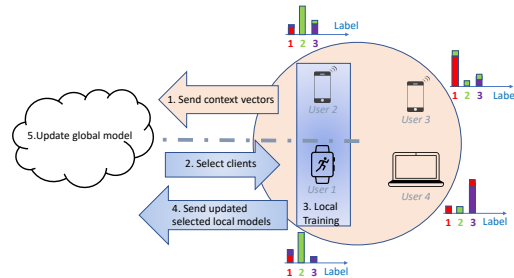 Label
1 2 3
1. Send context vectors
User 2
User 3
1 2 3
Label
5.Update global model
2. Select clients
User 1
User 4
4. Send updated
selected local models
3. Local
Training
1 2 3
Label
Label
1 2 3